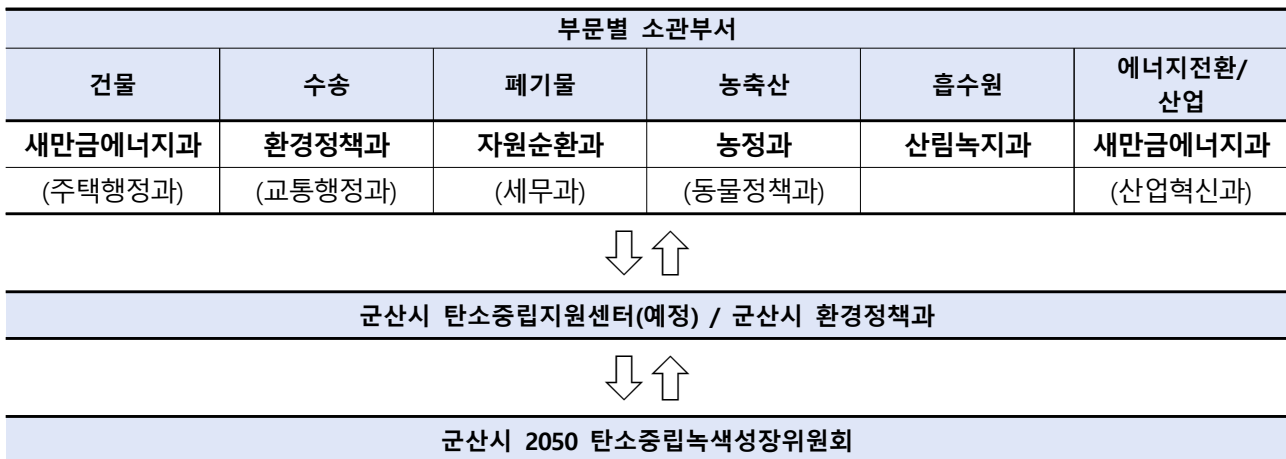 부문별 소관부서
건물 수송 폐기물 농축산 흡수원 에너지전환/
산업
새만금에너지과 환경정책과 자원순환과 농정과 산림녹지과 새만금에너지과
(주택행정과) (교통행정과) (세무과) (동물정책과) (산업혁신과)
군산시 탄소중립지원센터(예정) / 군산시 환경정책과
군산시 2050 탄소중립녹색성장위원회